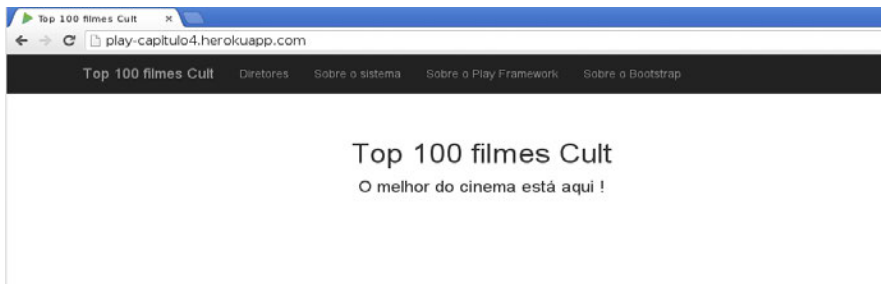 Top 100 filmes Cult
play-capitulo4.herokuapp.com
Top 100 filmes Cult Diretores Sobre o sistema Sobre o Play Framework Sobre o Bootstrap
Top 100 filmes Cult
O melhor do cinema está aqui !